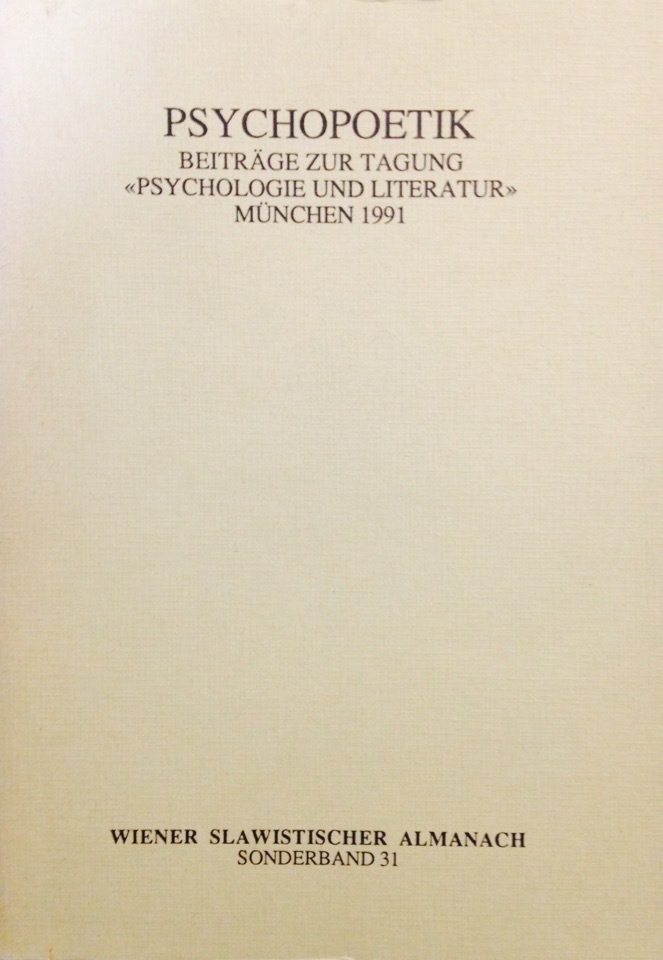 PSYCHOPOETIK
BEITRÄGE ZUR TAGUNG
«PSYCHOLOGIE UND LITERATUR»
MÜNCHEN 1991
WIENER SLAWISTISCHER ALMANACH
SONDERBAND 31